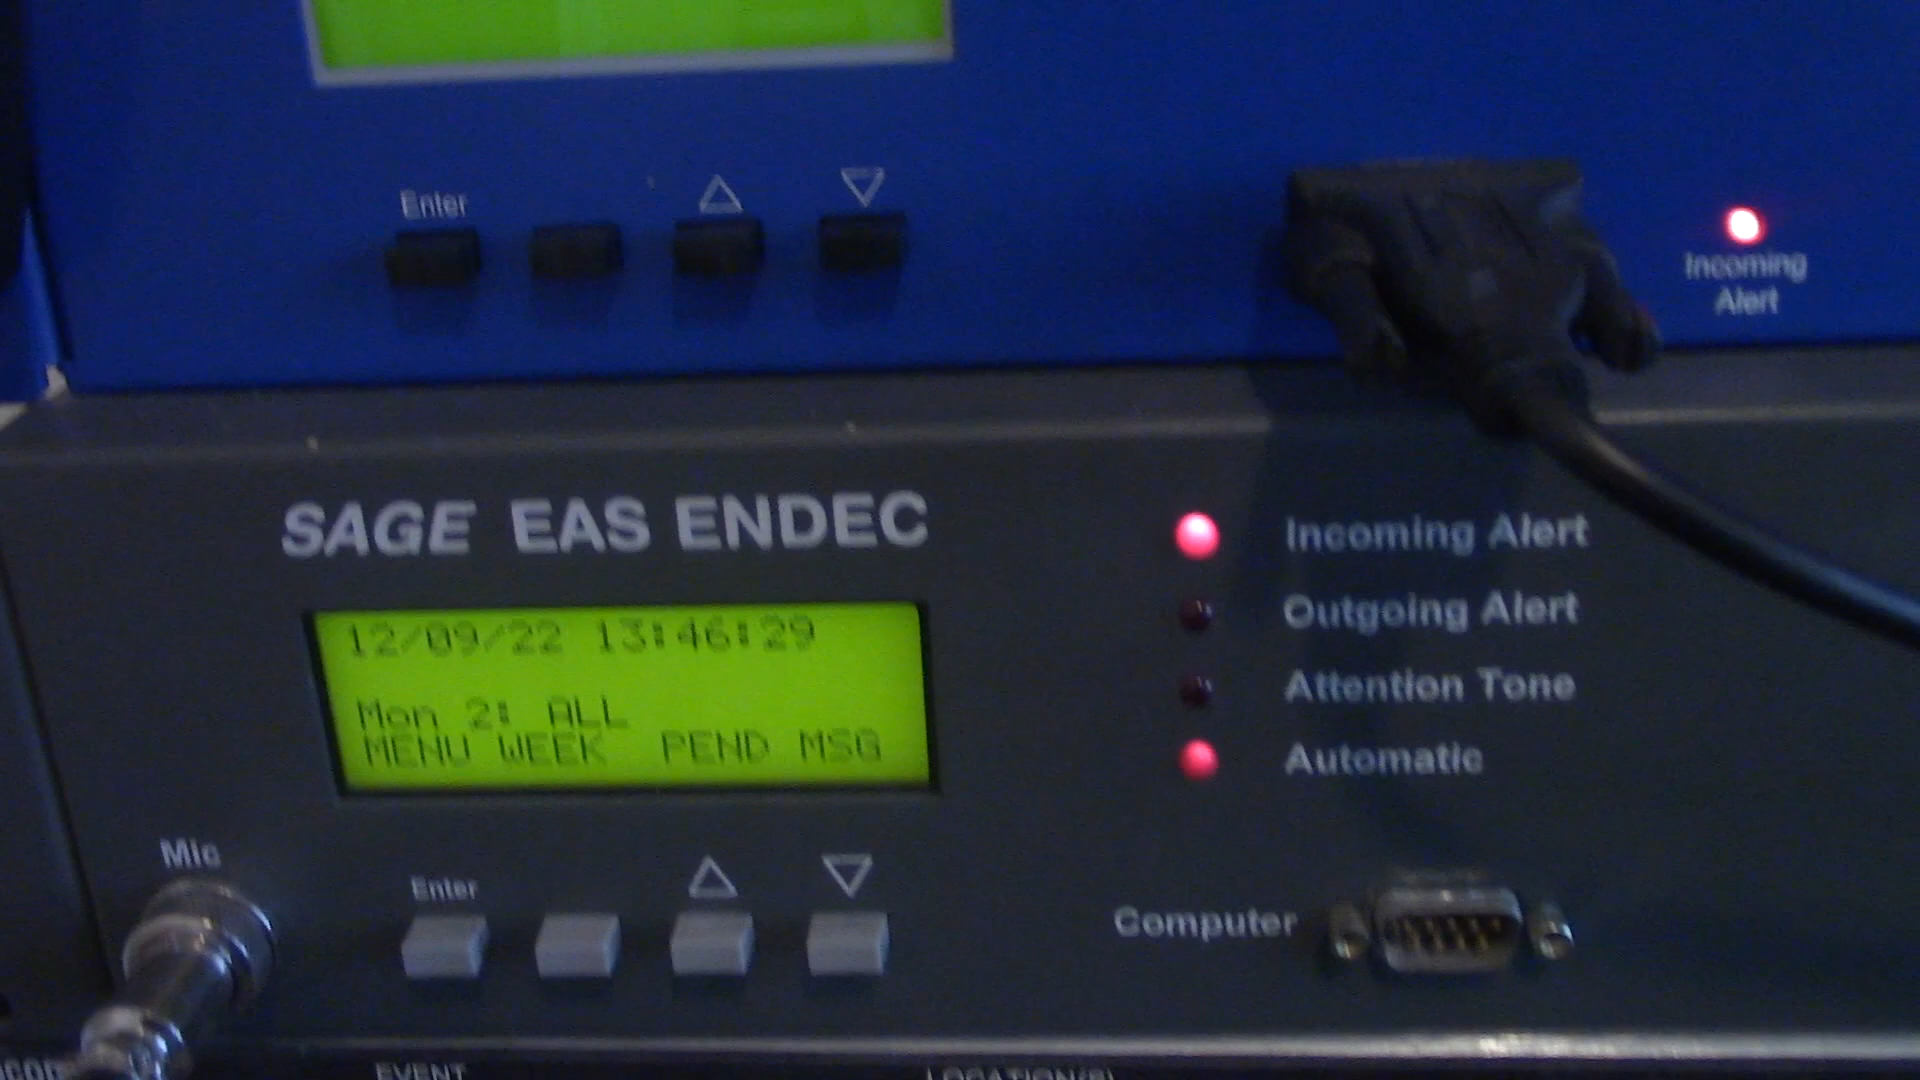 Enter
Incoming
Alert
SAGE EAS ENDEC
12/09/22 13:46:29
Mon 2: ALL
MENU WEEK PEND MSG
Incoming Alert
Outgoing Alert
Attention Tone
Automatic
Mic
Enter
Computer
EVENT
LOCATION(S)